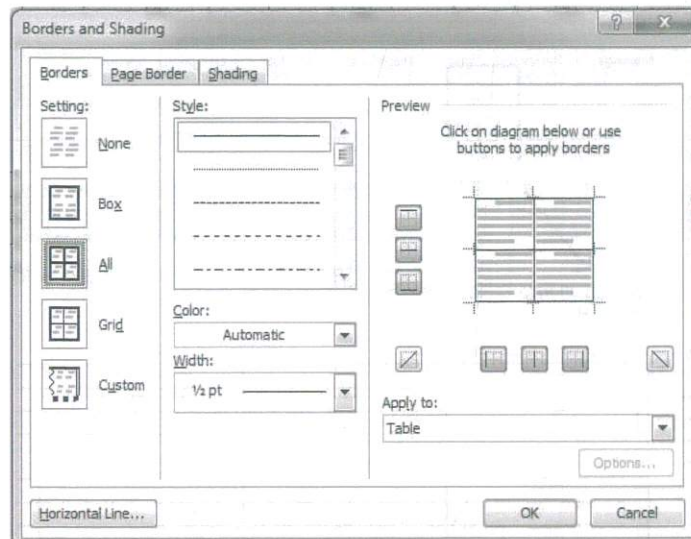 Borders and Shading
Borders Page Border Shading
Setting:
None
Box
All
Grid
Custom
Style:
Color:
Automatic
Width:
½ pt
Preview
Click on diagram below or use
buttons to apply borders
Apply to:
Table
Options...
Horizontal Line...
OK
Cancel